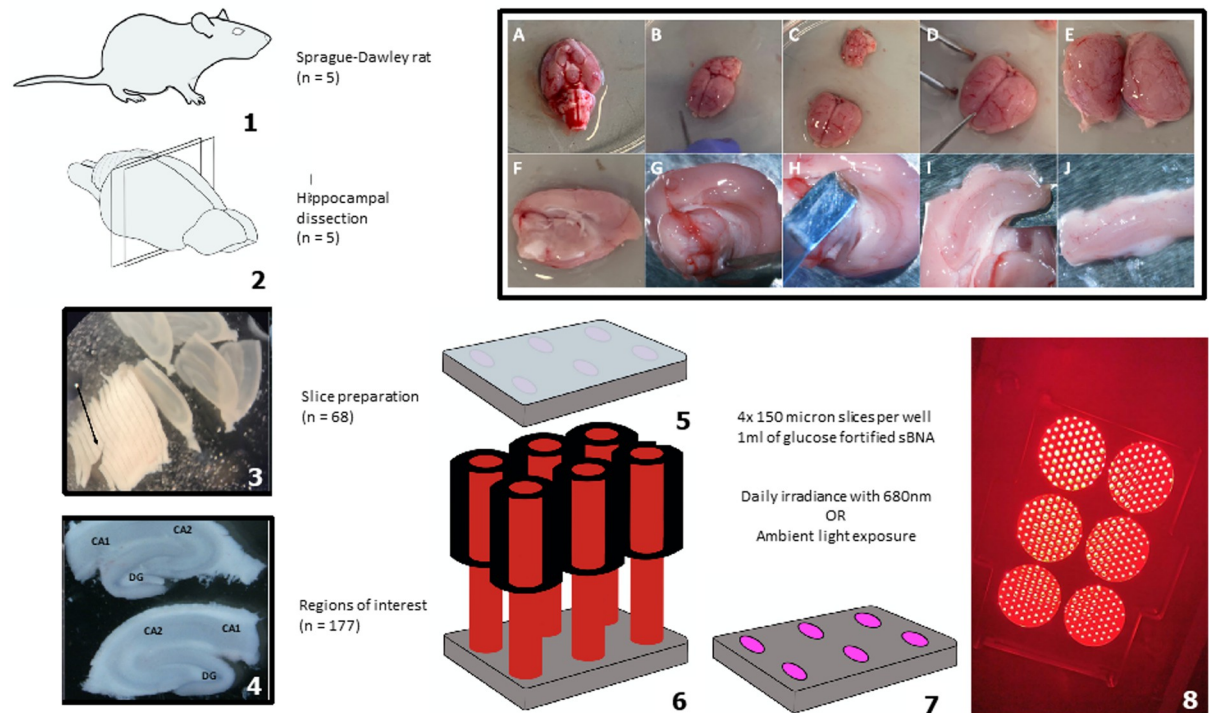 Sprague-Dawley rat
(n = 5)
1
Hippocampal
dissection
(n = 5)
2
A
B
C
D
E
F
G
H
I
J
Slice preparation
(n = 68)
3
CA1
CA2
DG
CA2
CA1
DG
4
Regions of interest
(n = 177)
5
4x 150 micron slices per well
1ml of glucose fortified sBNA
Daily irradiance with 680nm
OR
Ambient light exposure
6
7
8